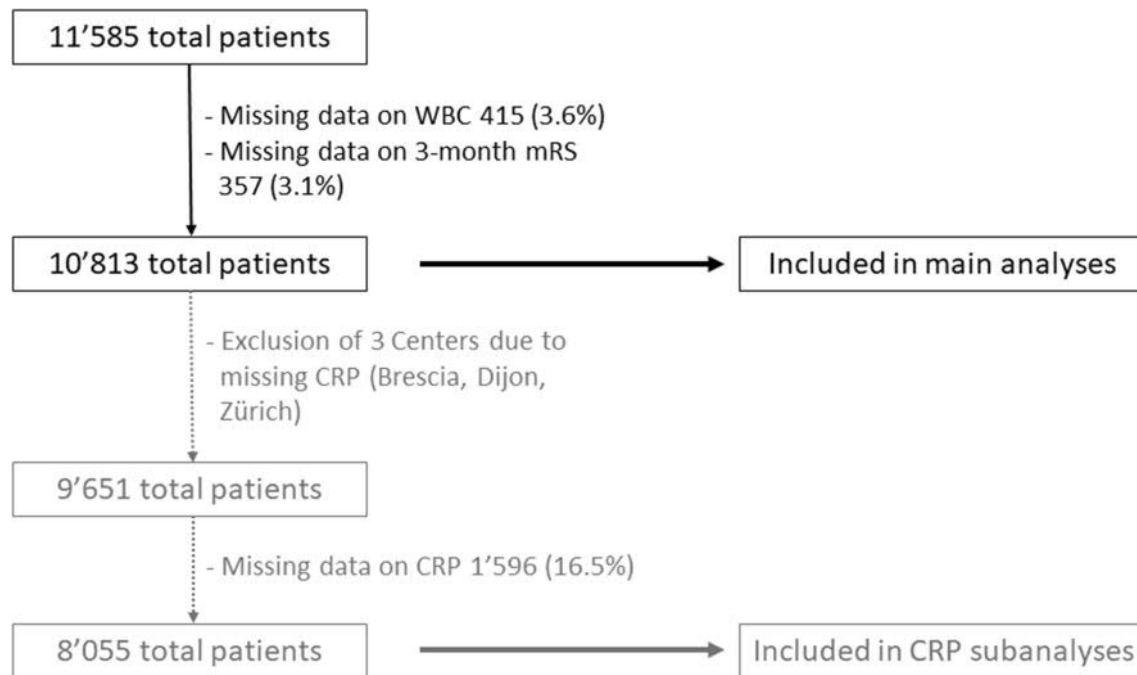 11’585 total patients
- Missing data on WBC 415 (3.6%)
- Missing data on 3-month mRS
357 (3.1%)
10’813 total patients
Included in main analyses
- Exclusion of 3 Centers due to
missing CRP (Brescia, Dijon,
Zürich)
9’651 total patients
- Missing data on CRP 1’596 (16.5%)
8’055 total patients
Included in CRP subanalyses